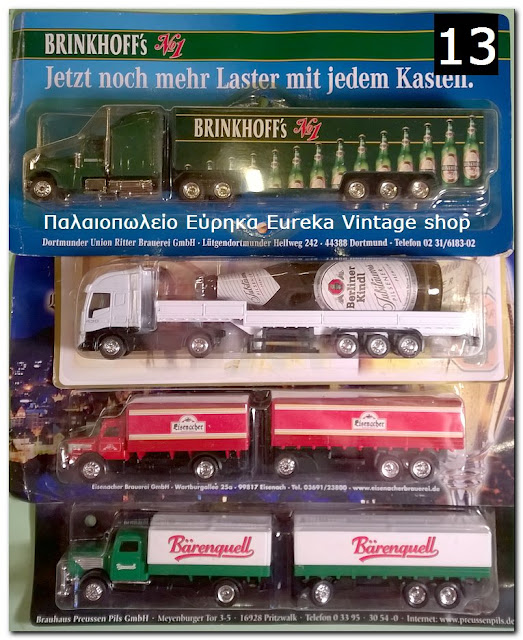 13
BRINKHOFF's No1
Jetzt noch mehr Laster mit jedem Kasten.
BRINKHOFF's No1
Παλαιοπωλείο Εύρηκα Eureka Vintage shop
Dortmunder Union Ritter Brauerei GmbH · Lütgendortmunder Hellweg 242 · 44388 Dortmund · Telefon 02 31/6183-02
Berliner
Kindl
Eisenacher
Eisenacher
Eisenacher Brauerei GmbH · Wartburgallee 25a · 99817 Eisenach · Tel. 03691/23800 · www.eisenacherbrauerei.de
Bärenquell
Bärenquell
Brauhaus Preussen Pils GmbH · Meyenburger Tor 3-5 · 16928 Pritzwalk · Telefon 0 33 95 · 30 54-0 · Internet: www.preussenpils.de